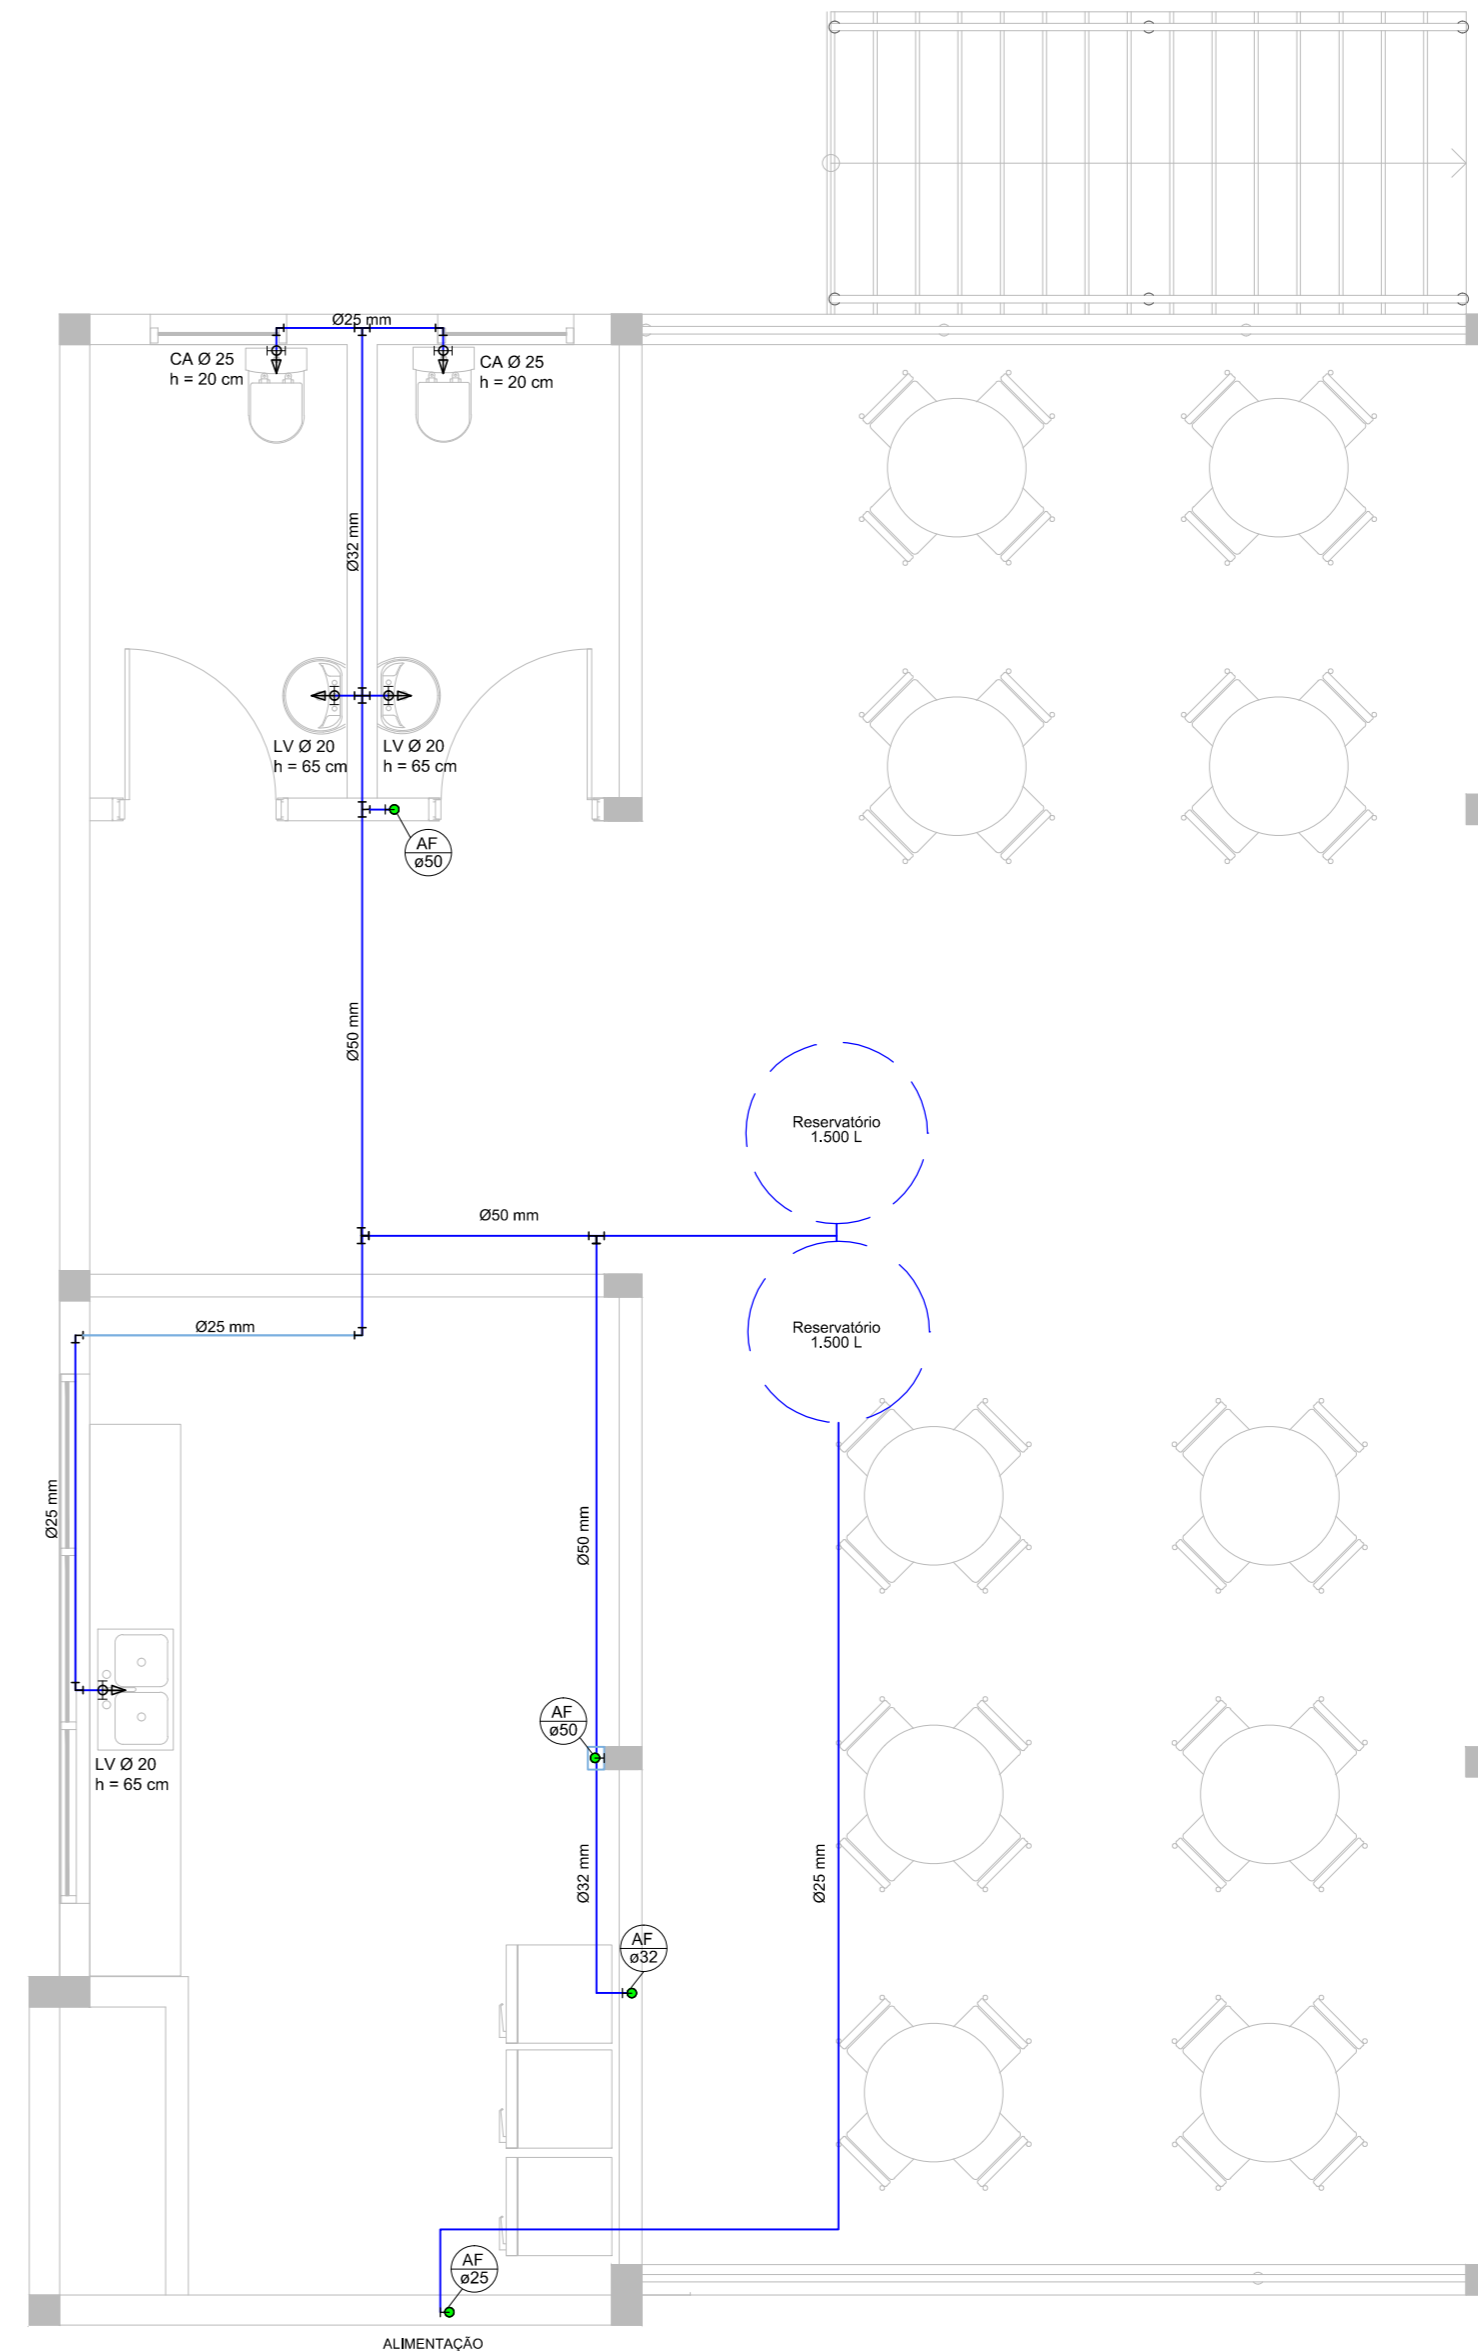 Ø25 mm
CA Ø 25
h = 20 cm
CA Ø 25
h = 20 cm
Ø32 mm
LV Ø 20
h = 65 cm
LV Ø 20
h = 65 cm
AF
ø50
Ø50 mm
Reservatório
1.500 L
Ø50 mm
Ø25 mm
Reservatório
1.500 L
Ø25 mm
Ø50 mm
AF
ø50
LV Ø 20
h = 65 cm
Ø32 mm
Ø25 mm
AF
ø32
AF
ø25
ALIMENTAÇÃO